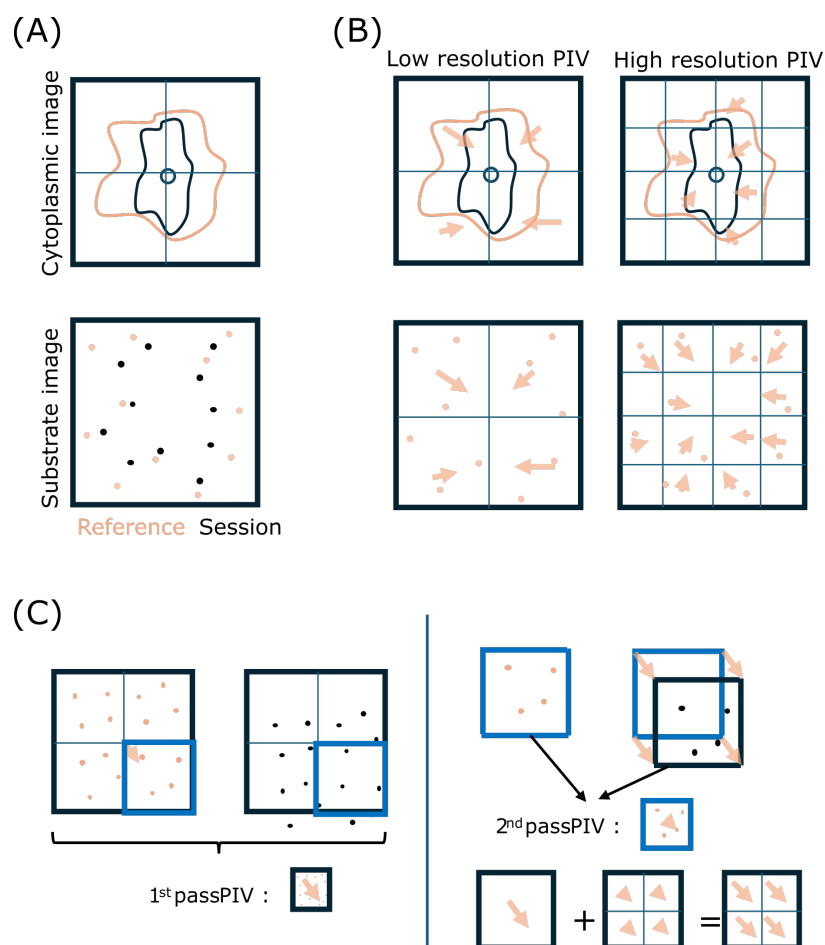 (A)
(B)
Low resolution PIV
High resolution PIV
Cytoplasmic image
Substrate image
Reference Session
(C)
1st passPIV :
2nd passPIV :
+
=